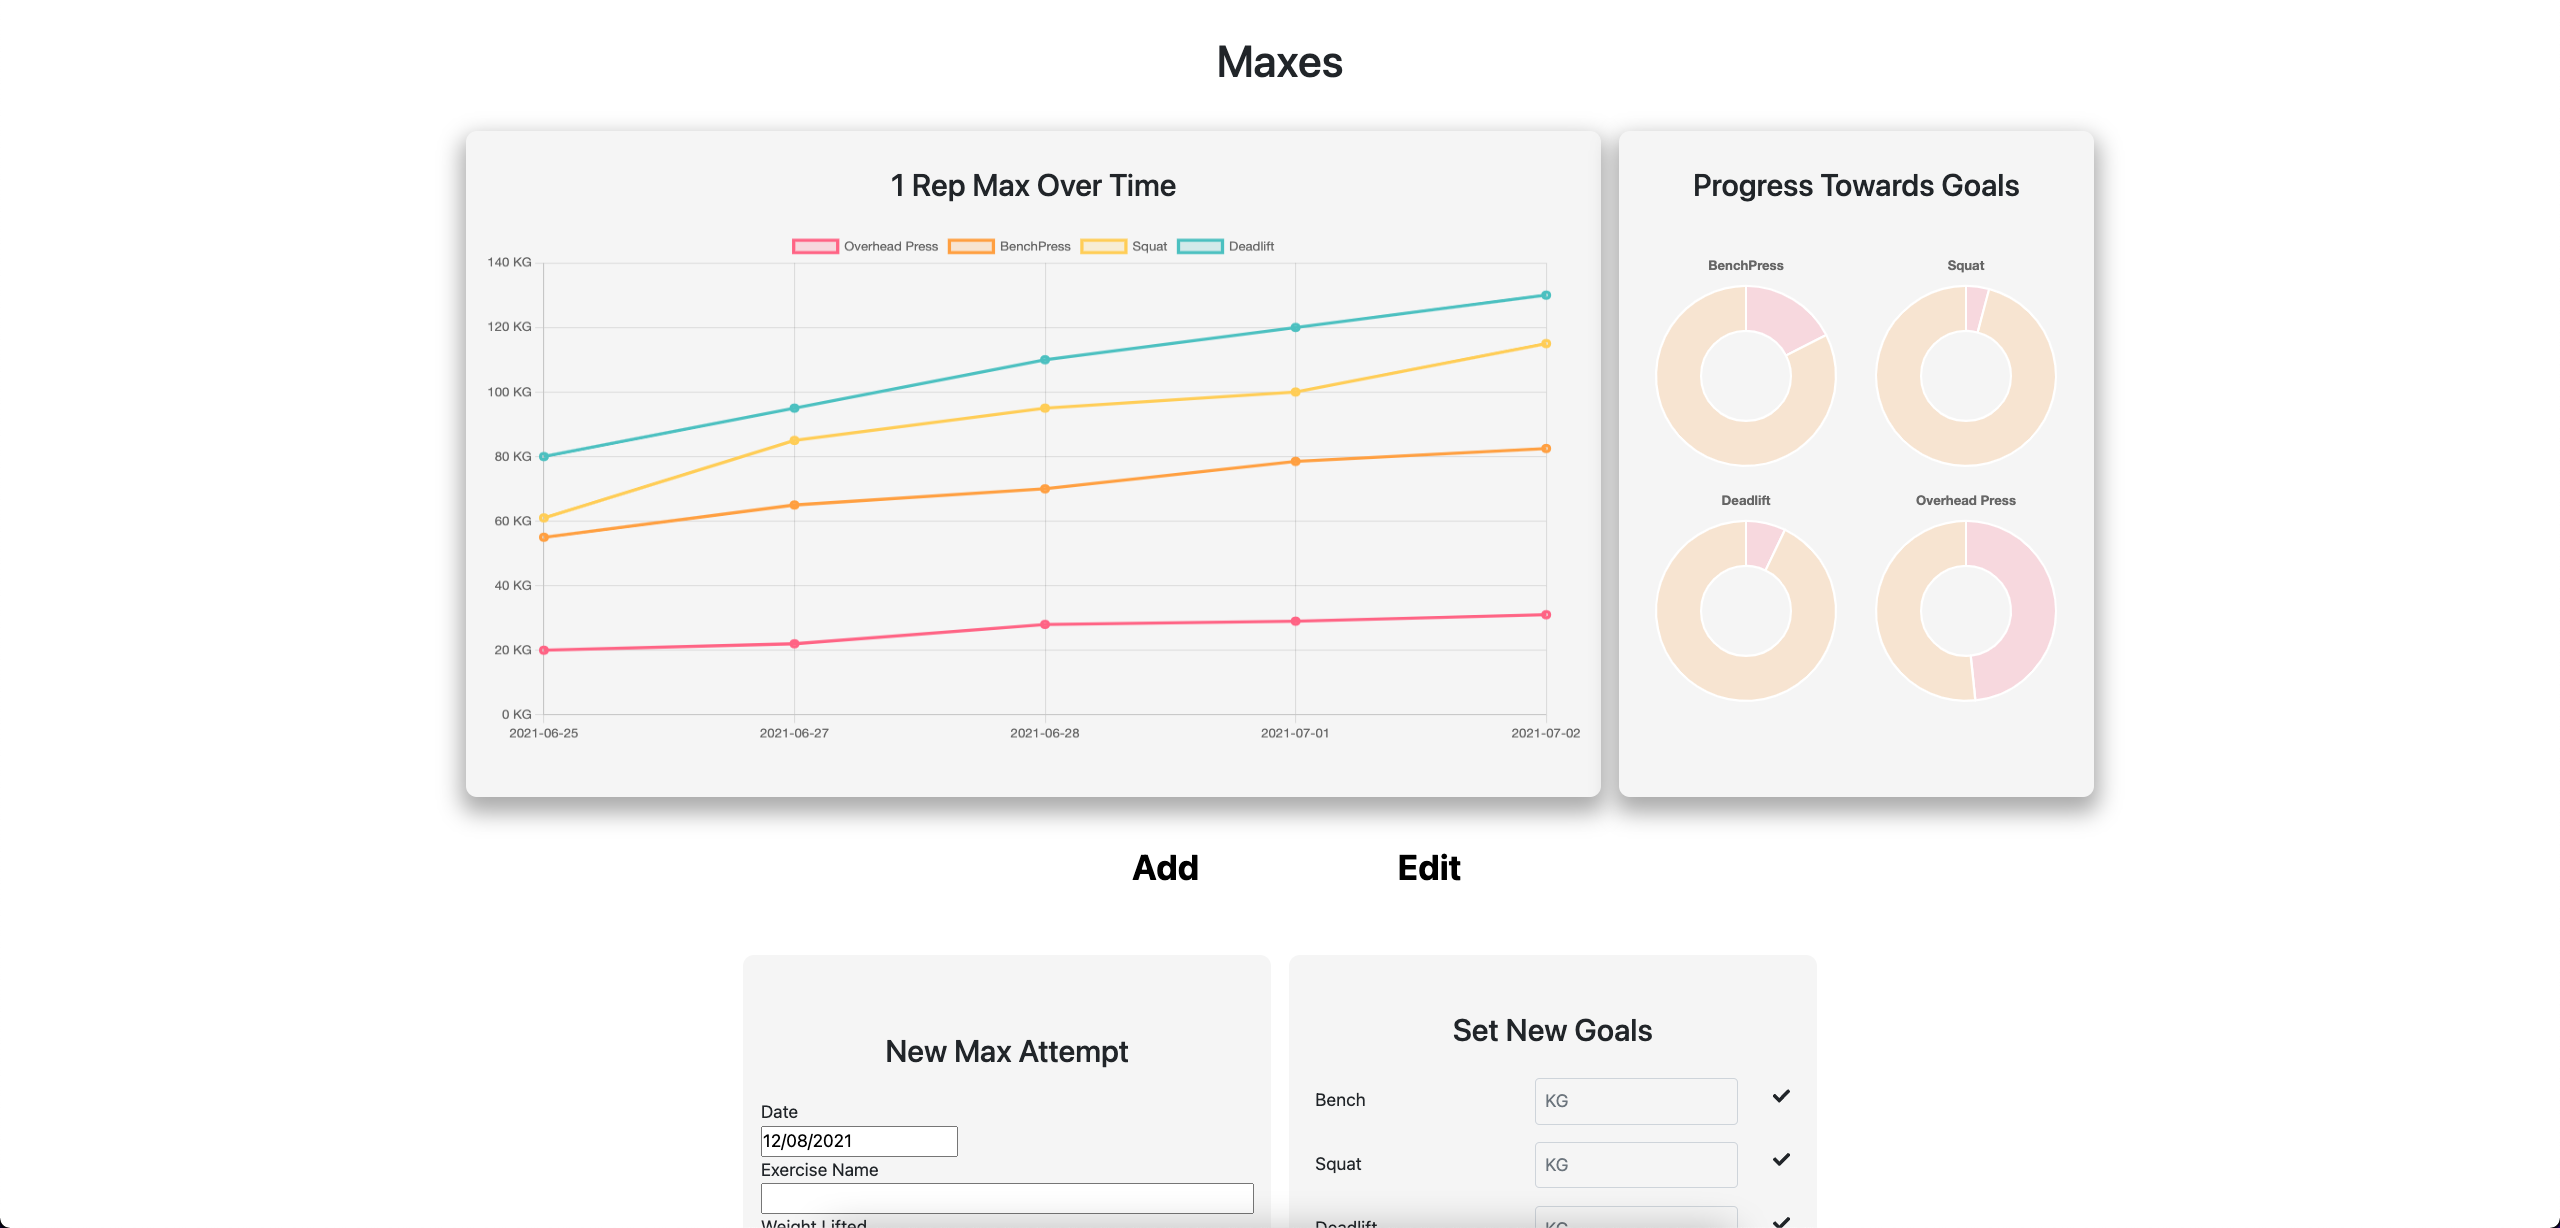 Maxes
1 Rep Max Over Time
Overhead Press BenchPress Squat Deadlift
140 KG
120 KG
100 KG
80 KG
60 KG
40 KG
20 KG
0 KG
2021-06-25 2021-06-27 2021-06-28 2021-07-01 2021-07-02
Progress Towards Goals
BenchPress Squat
Deadlift Overhead Press
Add Edit
New Max Attempt
Date
12/08/2021
Exercise Name
Weight Lifted
Set New Goals
Bench KG
Squat KG
Deadlift KG